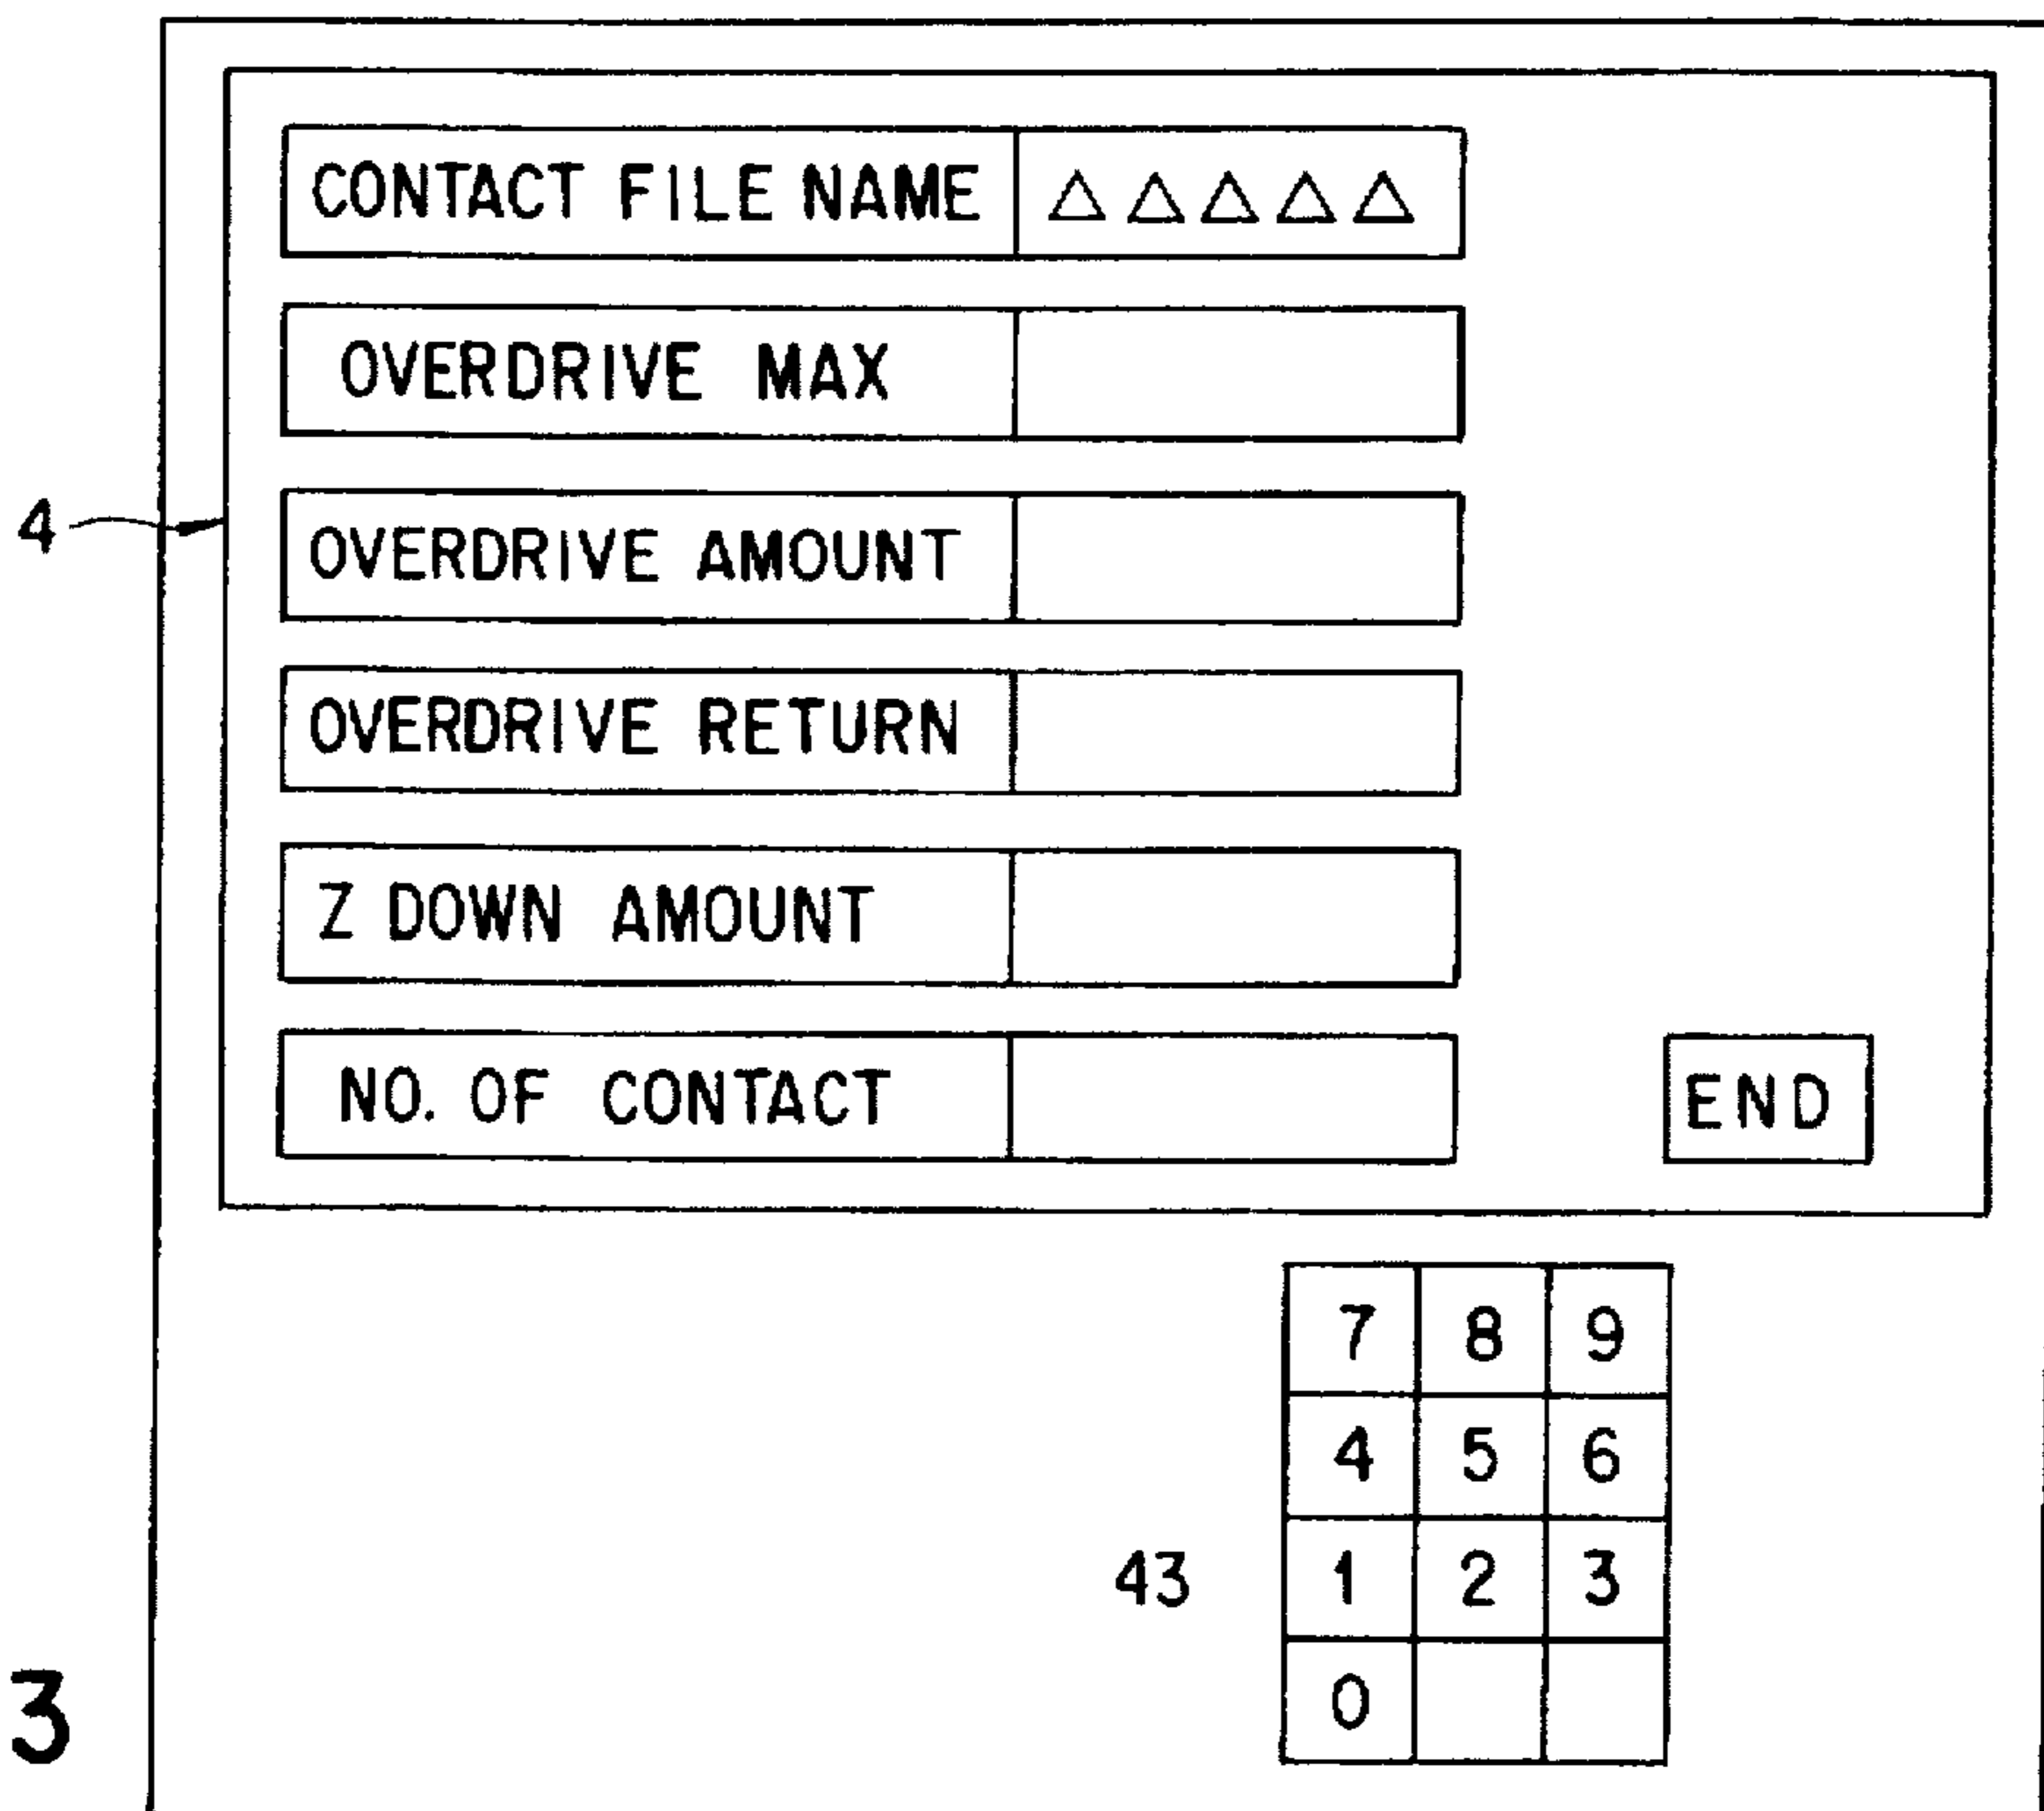 CONTACT FILE NAME △△△△△
OVERDRIVE MAX
4
OVERDRIVE AMOUNT
OVERDRIVE RETURN
Z DOWN AMOUNT
NO. OF CONTACT
END
7 8 9
4 5 6
43
1 2 3
0
3